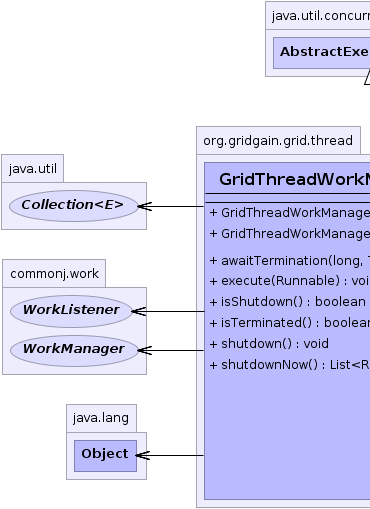 java.util.concurr
AbstractExe
org.gridgain.grid.thread
java.util
GridThreadWorkM
Collection<E>
+ GridThreadWorkManage
+ GridThreadWorkManage
+ awaitTermination(long, T
commonj.work
+ execute(Runnable) : voi
WorkListener
+ isShutdown() : boolean
+ isTerminated() : boolean
WorkManager
+ shutdown() : void
+ shutdownNow() : List<R
java.lang
Object